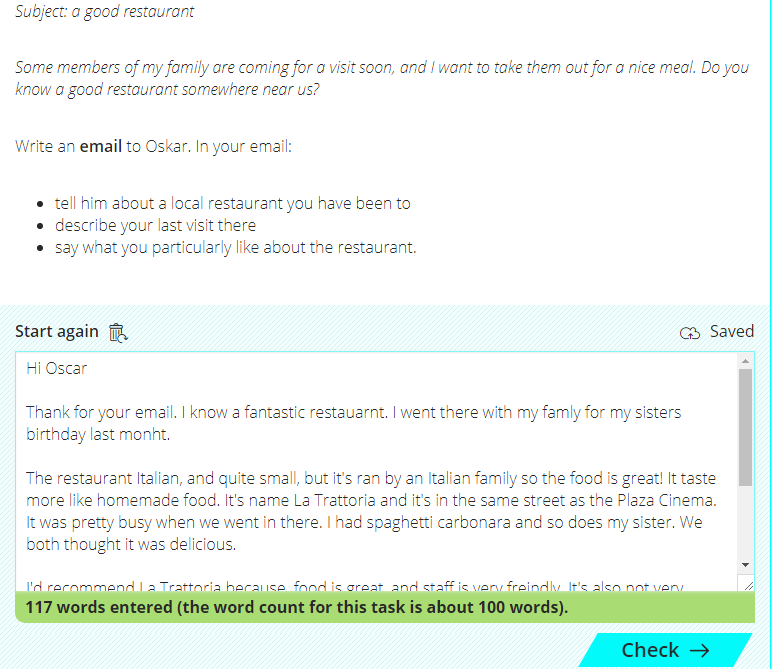 Subject: a good restaurant
Some members of my family are coming for a visit soon, and I want to take them out for a nice meal. Do you
know a good restaurant somewhere near us?
Write an email to Oskar. In your email:
tell him about a local restaurant you have been to
describe your last visit there
say what you particularly like about the restaurant.
Start again
Saved
Hi Oscar
Thank for your email. I know a fantastic restauarnt. I went there with my famly for my sisters
birthday last monht.
The restaurant Italian, and quite small, but it's ran by an Italian family so the food is great! It taste
more like homemade food. It's name La Trattoria and it's in the same street as the Plaza Cinema.
It was pretty busy when we went in there. I had spaghetti carbonara and so does my sister. We
both thought it was delicious.
I'd recommend La Trattoria because, food is great, and staff is very freindly. It's also not very
117 words entered (the word count for this task is about 100 words).
Check